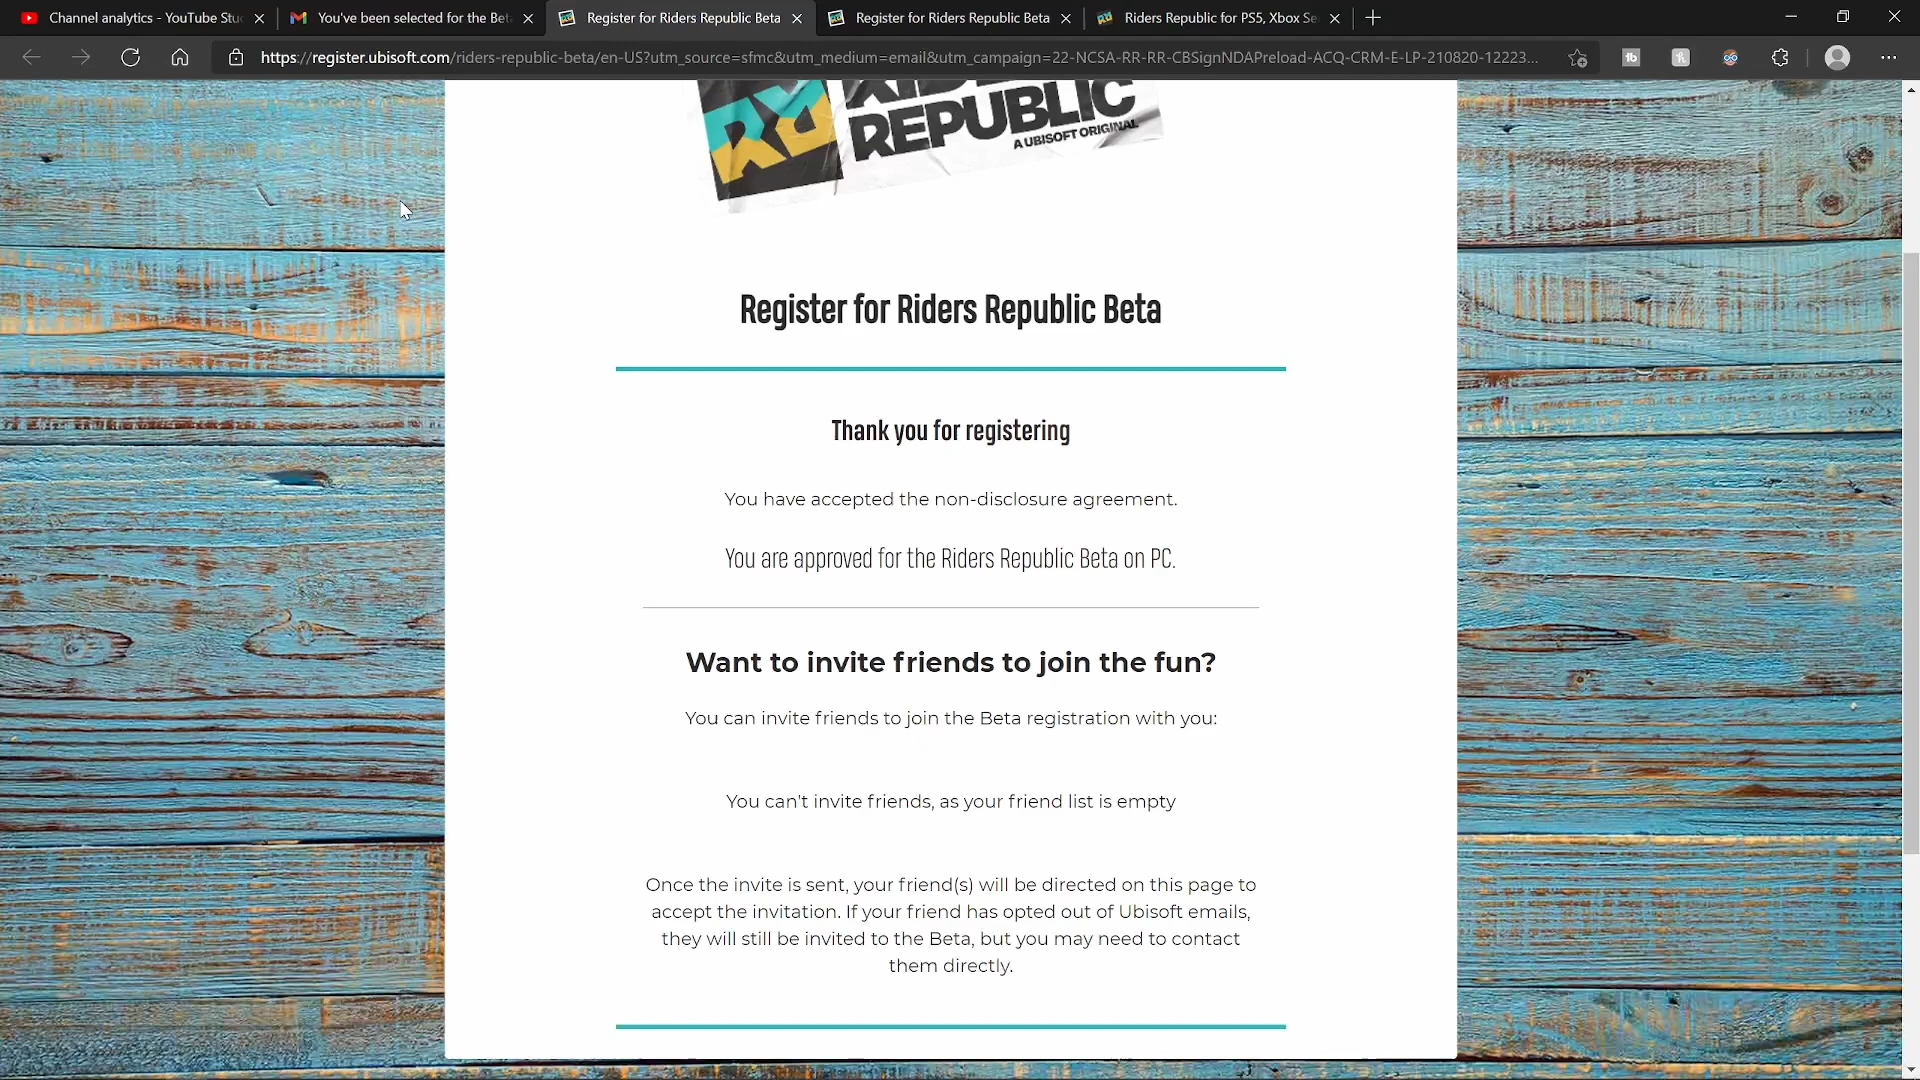 Channel analytics - YouTube Stu
You've been selected for the Bet
Register for Riders Republic Beta
Register for Riders Republic Beta
Riders Republic for PS5, Xbox Se
https://register.ubisoft.com/riders-republic-beta/en-US?utm_source=sfmc&utm_medium=email&utm_campaign=22-NCSA-RR-RR-CBSignNDAPreload-ACQ-CRM-E-LP-210820-12223...
REPUBLIC
A UBISOFT ORIGINAL
Register for Riders Republic Beta
Thank you for registering
You have accepted the non-disclosure agreement.
You are approved for the Riders Republic Beta on PC.
Want to invite friends to join the fun?
You can invite friends to join the Beta registration with you:
You can't invite friends, as your friend list is empty
Once the invite is sent, your friend(s) will be directed on this page to
accept the invitation. If your friend has opted out of Ubisoft emails,
they will still be invited to the Beta, but you may need to contact
them directly.